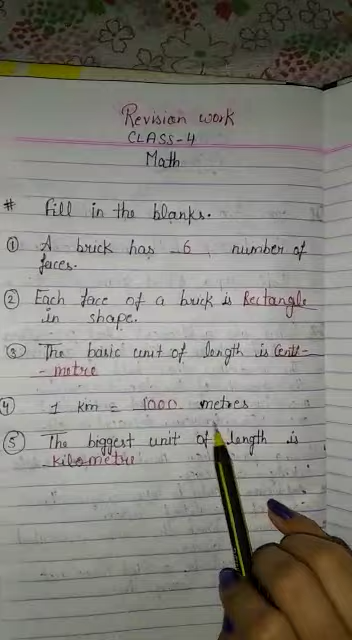 Revision work
CLASS-4
Math
# Fill in the blanks.
① A brick has 6 number of
faces.
② Each face of a brick is Rectangle
in shape.
③ The basic unit of length is Centi-
-metre
④ 1 km = 1000 metres
⑤ The biggest unit of length is
kilometre